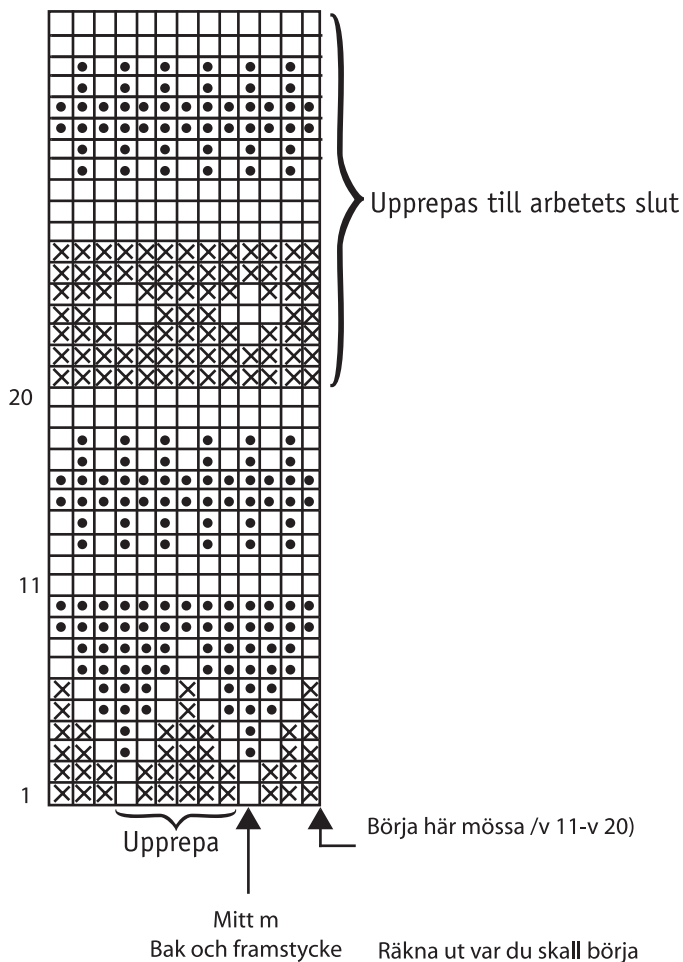 Upprepas till arbetets slut
20
11
1
Upprepa
Börja här mössa /v 11-v 20)
Mitt m
Bak och framstycke
Räkna ut var du skall börja